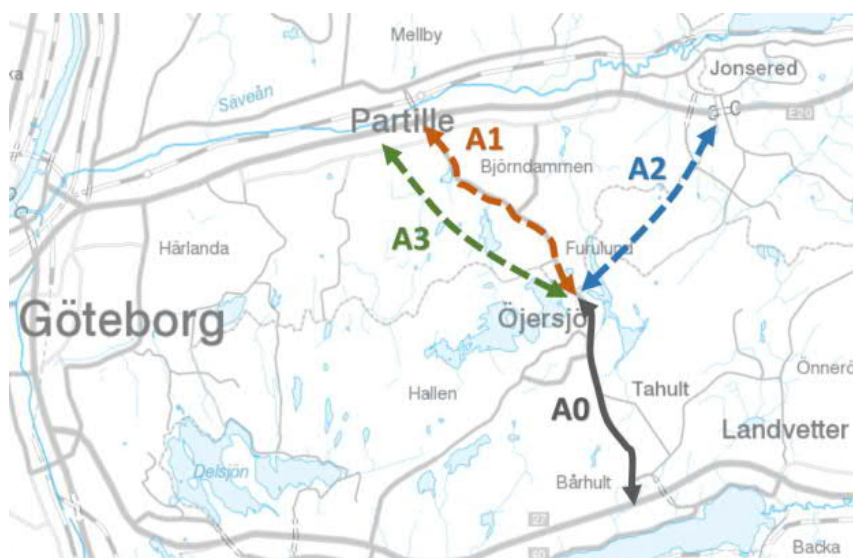 Mellby
Jonsered
ka
Säveån
Partille
A1
E20
Björndammen
A2
Härlanda
A3
Furulund
Göteborg
Öjersjö
Hallen
Tahult
Önnerö
A0
Landvetter
Delsjön
Bårhult
27
40
Backa